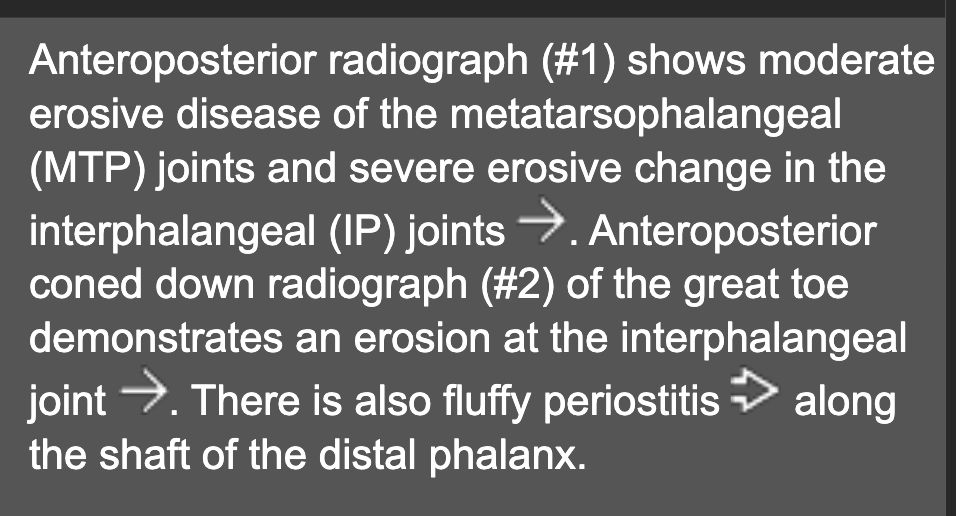 Anteroposterior radiograph (#1) shows moderate
erosive disease of the metatarsophalangeal
(MTP) joints and severe erosive change in the
interphalangeal (IP) joints →. Anteroposterior
coned down radiograph (#2) of the great toe
demonstrates an erosion at the interphalangeal
joint →. There is also fluffy periostitis ➩ along
the shaft of the distal phalanx.